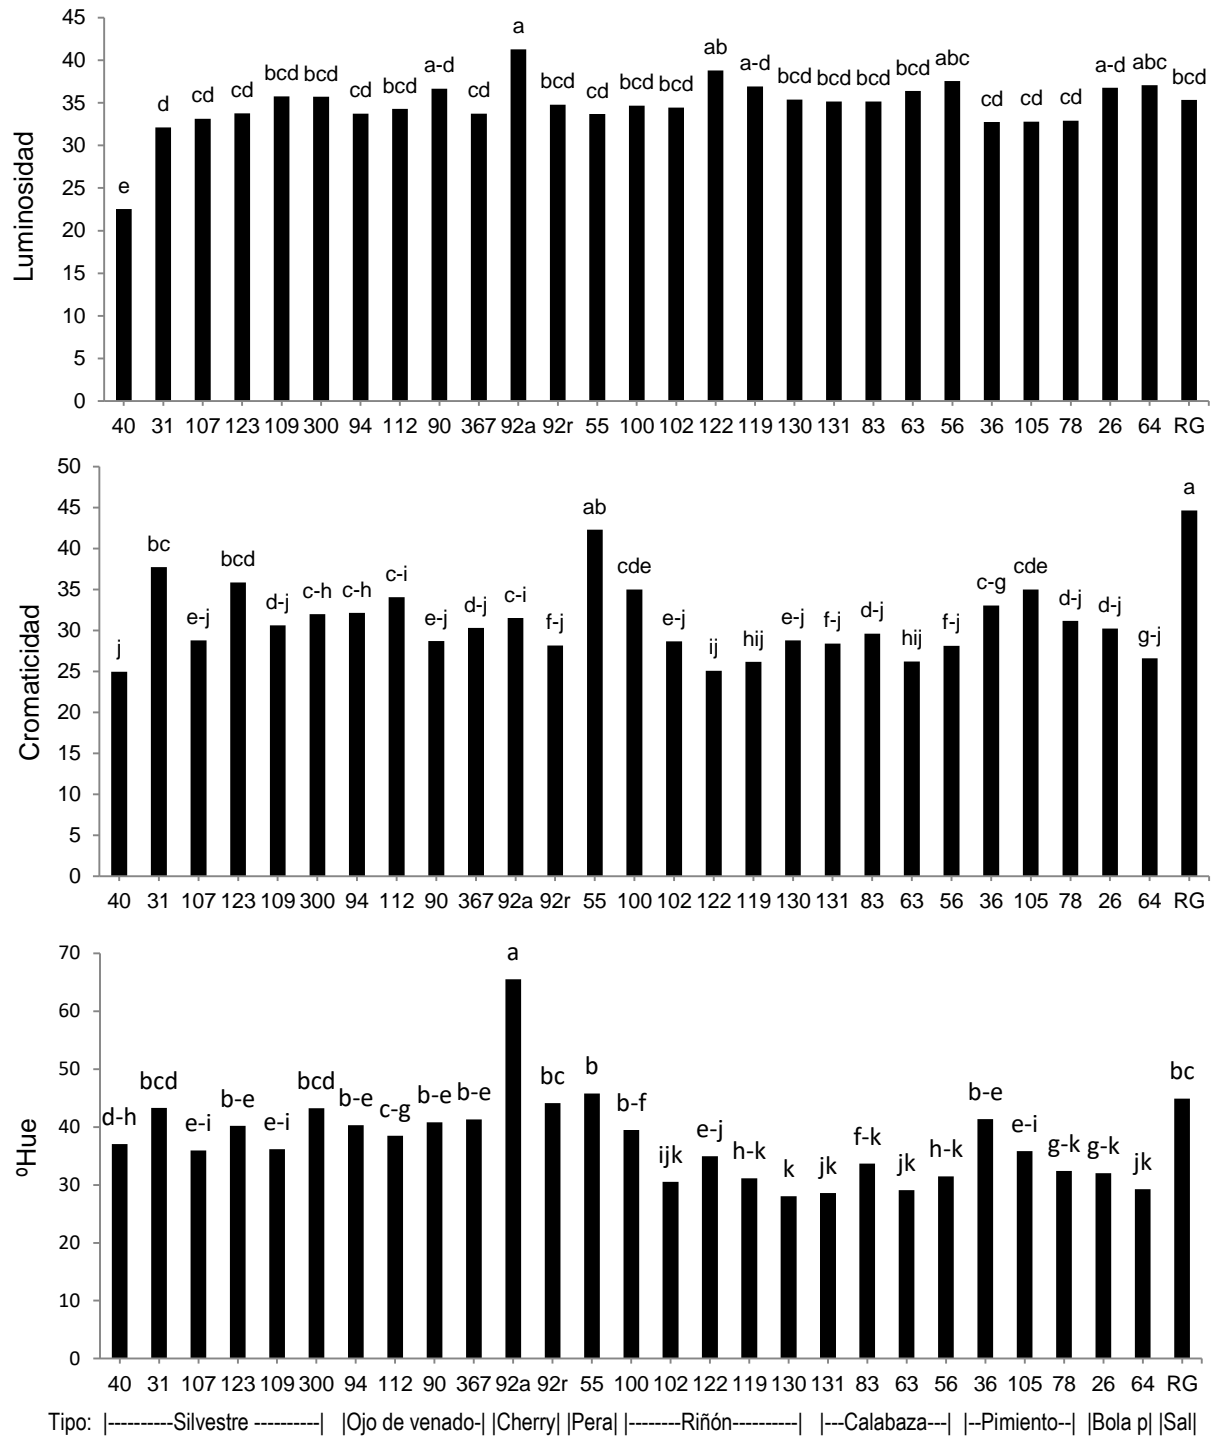 45
40
35
30
25
20
15
10
5
0
Luminosidad
e d cd cd bcd bcd cd bcd a-d cd a bcd cd bcd bcd ab a-d bcd bcd bcd bcd abc cd cd cd a-d abc bcd
40 31 107 123 109 300 94 112 90 367 92a 92r 55 100 102 122 119 130 131 83 63 56 36 105 78 26 64 RG
50
45
40
35
30
25
20
15
10
5
0
Cromaticidad
j bc e-j bcd d-j c-h c-h c-i e-j d-j c-i f-j ab cde e-j ij hij e-j f-j d-j hij f-j c-g cde d-j d-j g-j a
40 31 107 123 109 300 94 112 90 367 92a 92r 55 100 102 122 119 130 131 83 63 56 36 105 78 26 64 RG
70
60
50
40
30
20
10
0
ºHue
d-h bcd e-i b-e e-i bcd b-e c-g b-e b-e a bc b b-f ijk e-j h-k k jk f-k jk h-k b-e e-i g-k g-k jk bc
40 31 107 123 109 300 94 112 90 367 92a 92r 55 100 102 122 119 130 131 83 63 56 36 105 78 26 64 RG
Tipo: |----------Silvestre ----------| |Ojo de venado-| |Cherry| |Pera| |--------Riñón----------| |---Calabaza---| |--Pimiento--| |Bola p| |Sal|